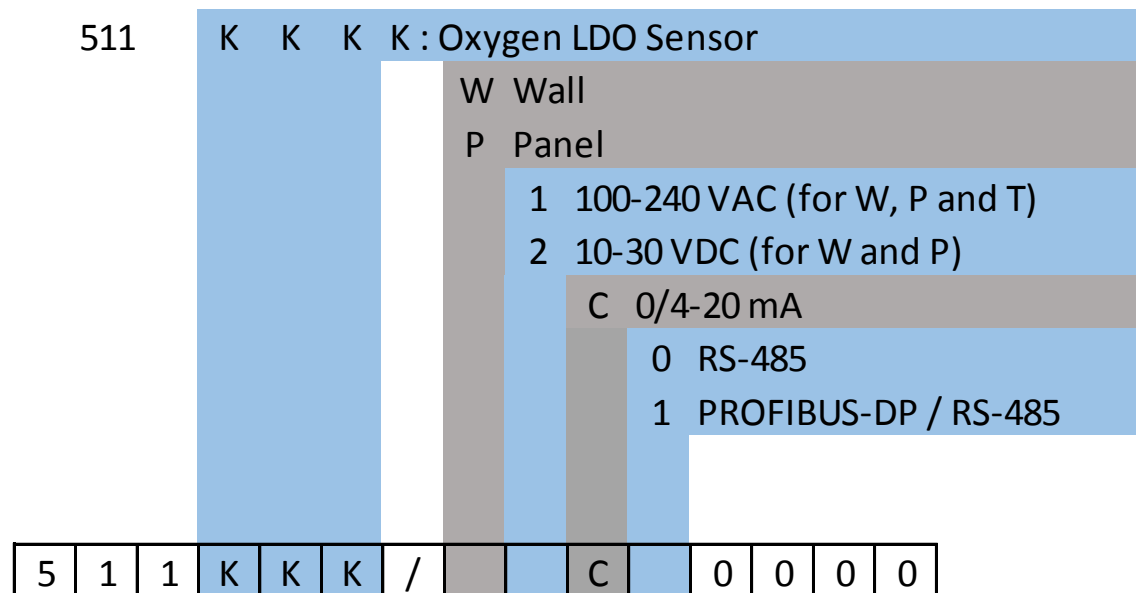 511 K K K K : Oxygen LDO Sensor
W Wall
P Panel
1 100-240 VAC (for W, P and T)
2 10-30 VDC (for W and P)
C 0/4-20 mA
0 RS-485
1 PROFIBUS-DP / RS-485
5 1 1 K K K / C 0 0 0 0